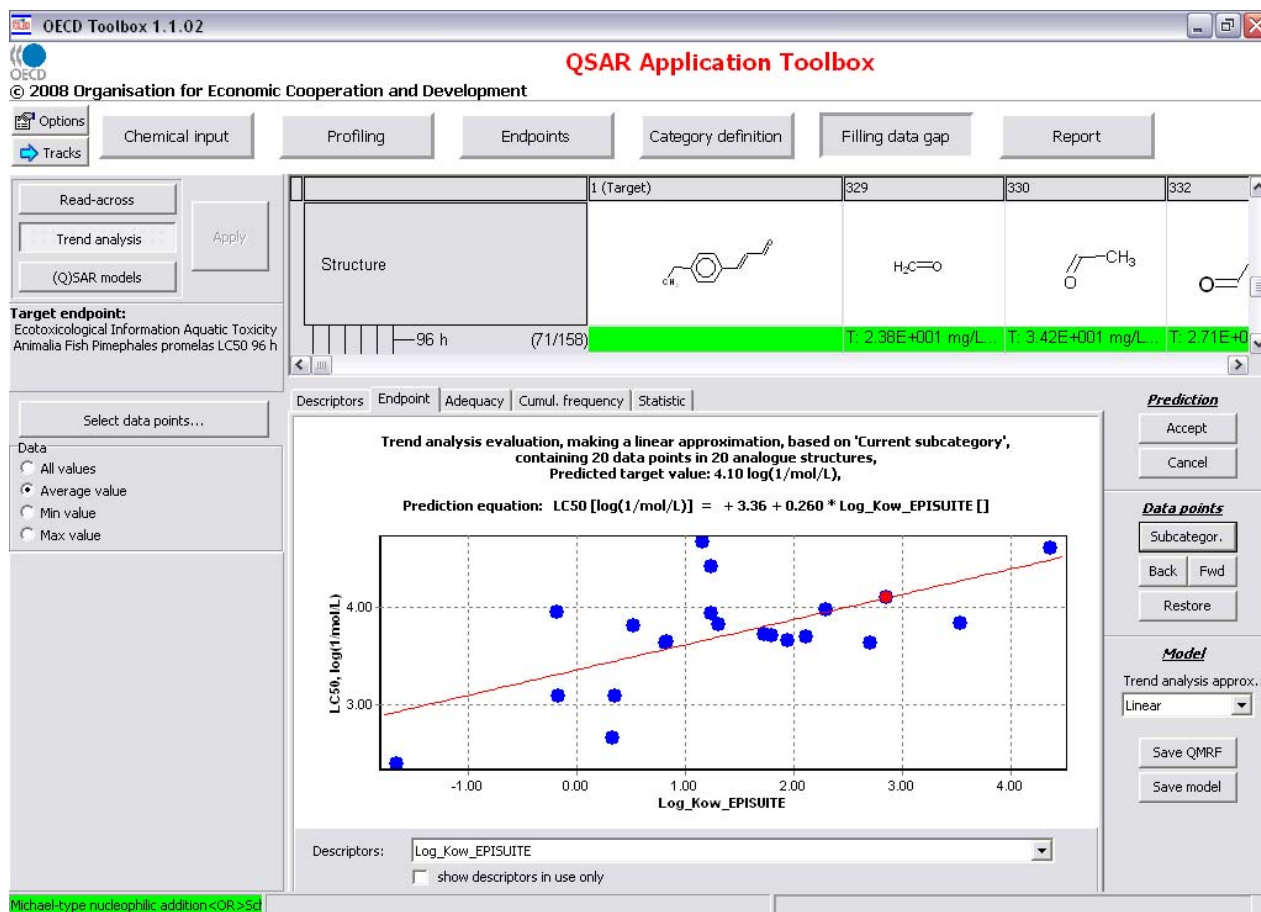 OECD Toolbox 1.1.02
OECD
QSAR Application Toolbox
© 2008 Organisation for Economic Cooperation and Development
Options
Tracks
Chemical input
Profiling
Endpoints
Category definition
Filling data gap
Report
Read-across
Trend analysis
(Q)SAR models
Apply
Target endpoint:
Ecotoxicological Information Aquatic Toxicity
Animalia Fish Pimephales promelas LC50 96 h
1 (Target)
329
330
332
Structure
CH
H₂C=O
O
CH₃
O
96 h (71/158)
T: 2.38E+001 mg/L...
T: 3.42E+001 mg/L...
T: 2.71E+0
Select data points...
Data
All values
Average value
Min value
Max value
Descriptors
Endpoint
Adequacy
Cumul. frequency
Statistic
Trend analysis evaluation, making a linear approximation, based on 'Current subcategory',
containing 20 data points in 20 analogue structures,
Predicted target value: 4.10 log(1/mol/L),
Prediction equation: LC50 [log(1/mol/L)] = + 3.36 + 0.260 * Log_Kow_EPISUITE []
LC50, log(1/mol/L)
4.00
3.00
-1.00 0.00 1.00 2.00 3.00 4.00
Log_Kow_EPISUITE
Descriptors: Log_Kow_EPISUITE
show descriptors in use only
Prediction
Accept
Cancel
Data points
Subcategor.
Back
Fwd
Restore
Model
Trend analysis approx.:
Linear
Save QMRF
Save model
Michael-type nucleophilic addition<OR>Sch